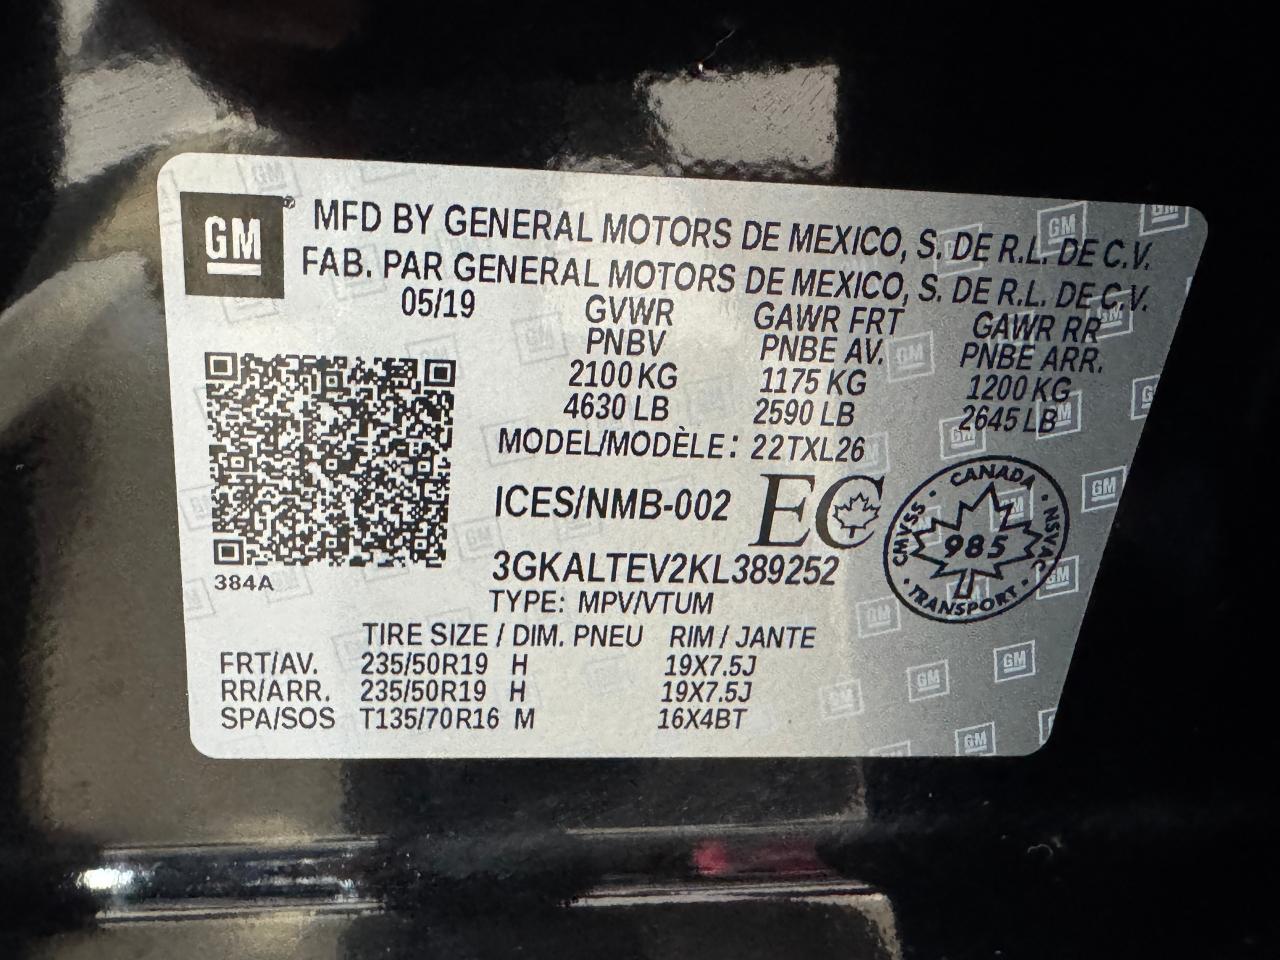 GM
MFD BY GENERAL MOTORS DE MEXICO, S. DE R.L. DE C.V.
FAB. PAR GENERAL MOTORS DE MEXICO, S. DE R.L. DE C.V.
05/19 GVWR GAWR FRT GAWR RR
PNBV PNBE AV. PNBE ARR.
2100 KG 1175 KG 1200 KG
4630 LB 2590 LB 2645 LB
MODEL/MODÈLE: 22TXL26
ICES/NMB-002 EC
CANADA
CMVSS 985 NSVAC
TRANSPORT
3GKALTEV2KL389252
384A
TYPE: MPV/VTUM
TIRE SIZE / DIM. PNEU RIM / JANTE
FRT/AV. 235/50R19 H 19X7.5J
RR/ARR. 235/50R19 H 19X7.5J
SPA/SOS T135/70R16 M 16X4BT